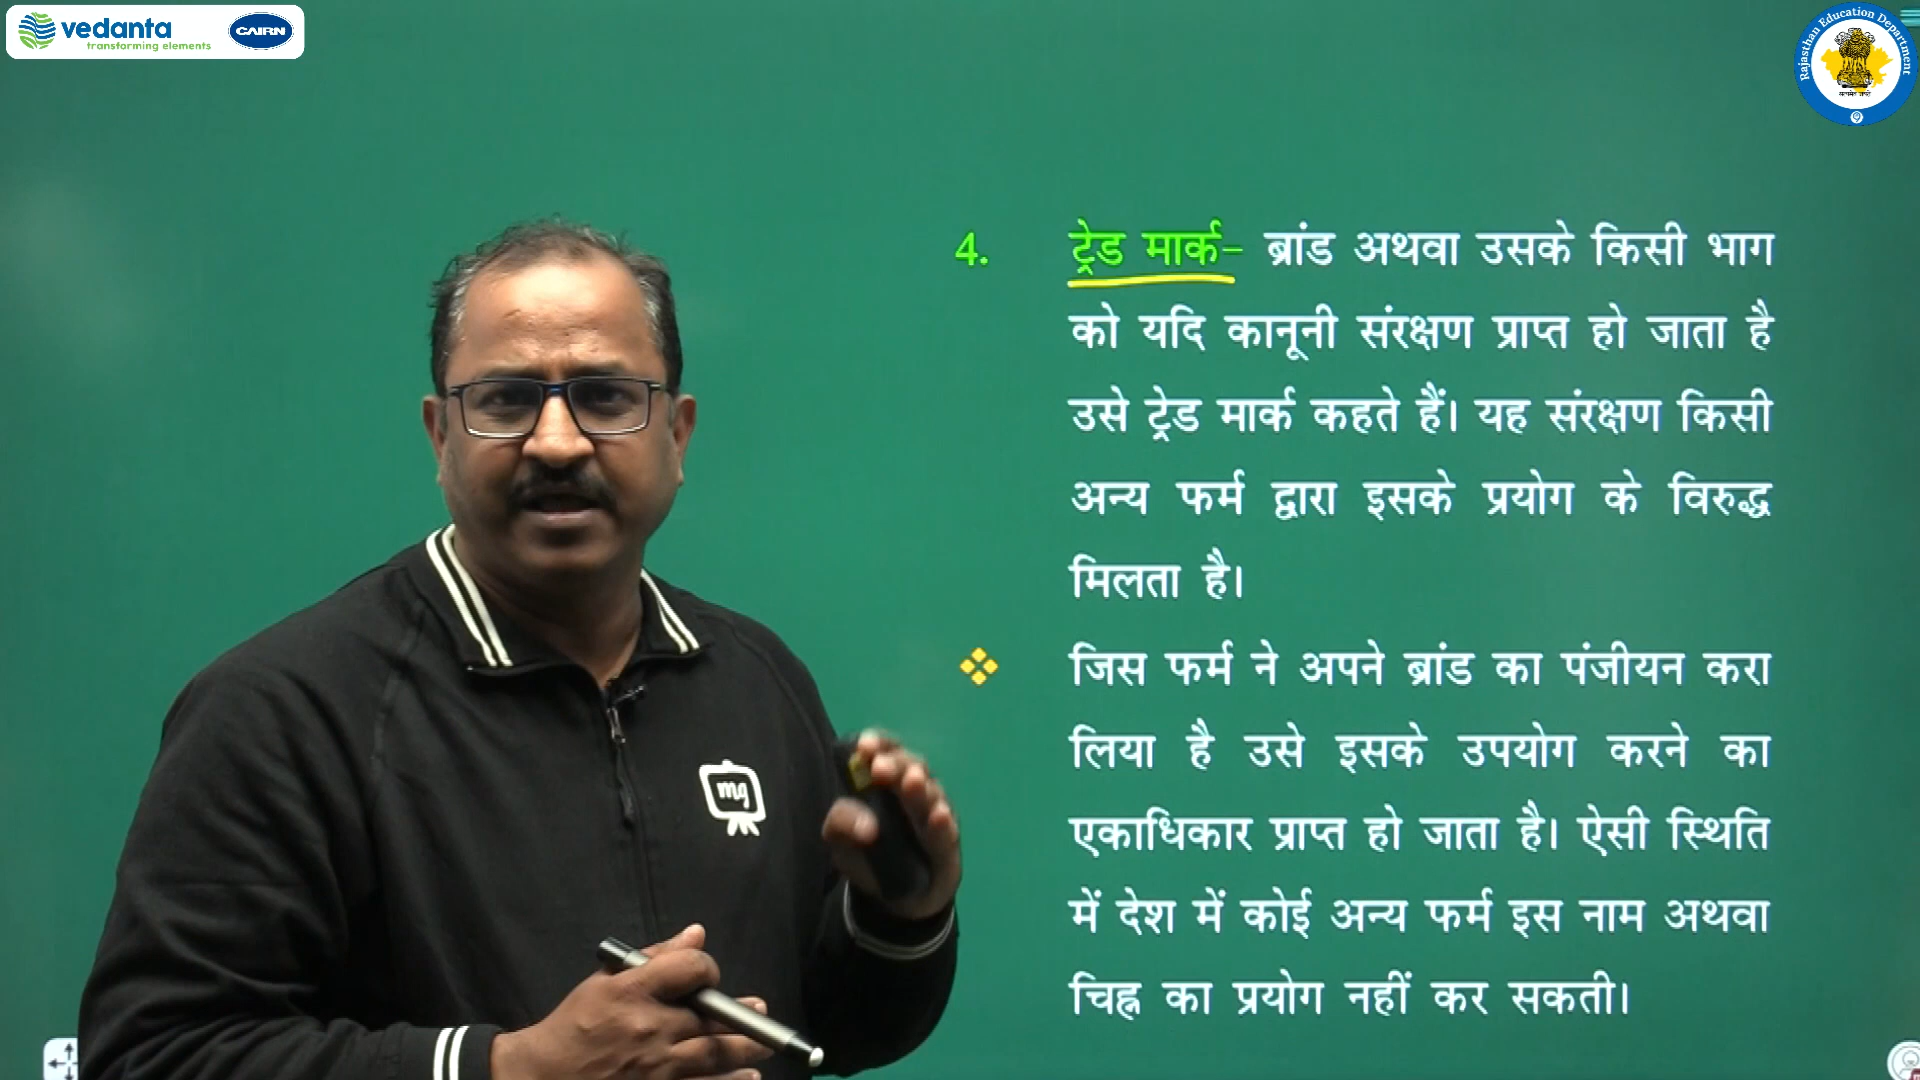 vedanta
transforming elements
CAIRN
Rajasthan Education Department
4. ट्रेड मार्क– ब्रांड अथवा उसके किसी भाग
को यदि कानूनी संरक्षण प्राप्त हो जाता है
उसे ट्रेड मार्क कहते हैं। यह संरक्षण किसी
अन्य फर्म द्वारा इसके प्रयोग के विरुद्ध
मिलता है।
जिस फर्म ने अपने ब्रांड का पंजीयन करा
लिया है उसे इसके उपयोग करने का
एकाधिकार प्राप्त हो जाता है। ऐसी स्थिति
में देश में कोई अन्य फर्म इस नाम अथवा
चिह्न का प्रयोग नहीं कर सकती।
mg